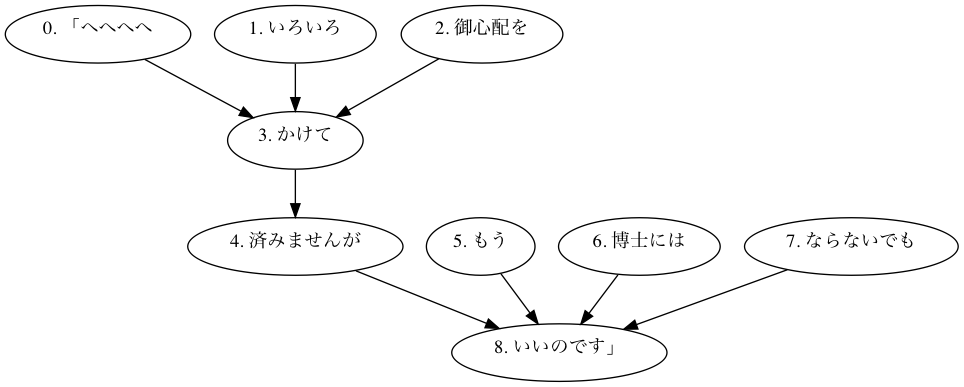 0. 「へへへへ
1. いろいろ
2. 御心配を
3. かけて
4. 済みませんが
5. もう
6. 博士には
7. ならないでも
8. いいのです」